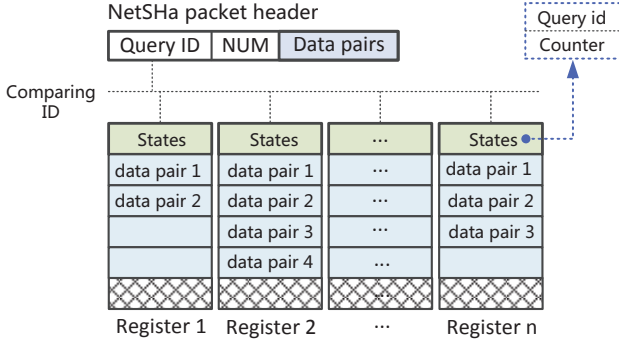 NetSHa packet header
Query ID NUM Data pairs
Query id
Counter
Comparing
ID
States States ... States
data pair 1 data pair 1 ... data pair 1
data pair 2 data pair 2 ... data pair 2
data pair 3 ... data pair 3
data pair 4 ...
...
Register 1 Register 2 ... Register n